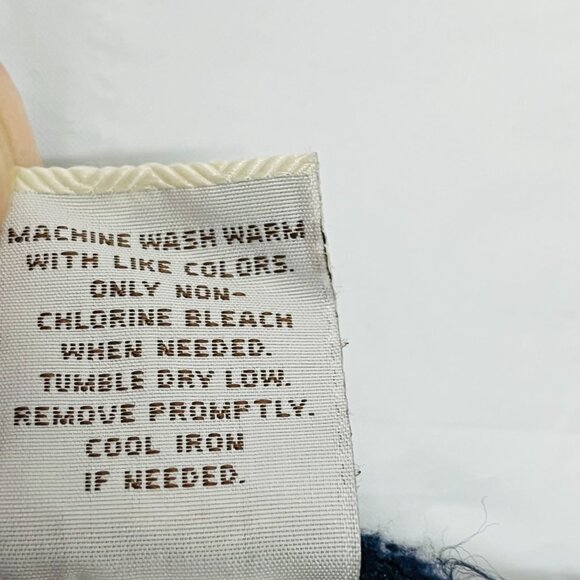 MACHINE WASH WARM
WITH LIKE COLORS.
ONLY NON-
CHLORINE BLEACH
WHEN NEEDED.
TUMBLE DRY LOW.
REMOVE PROMPTLY.
COOL IRON
IF NEEDED.